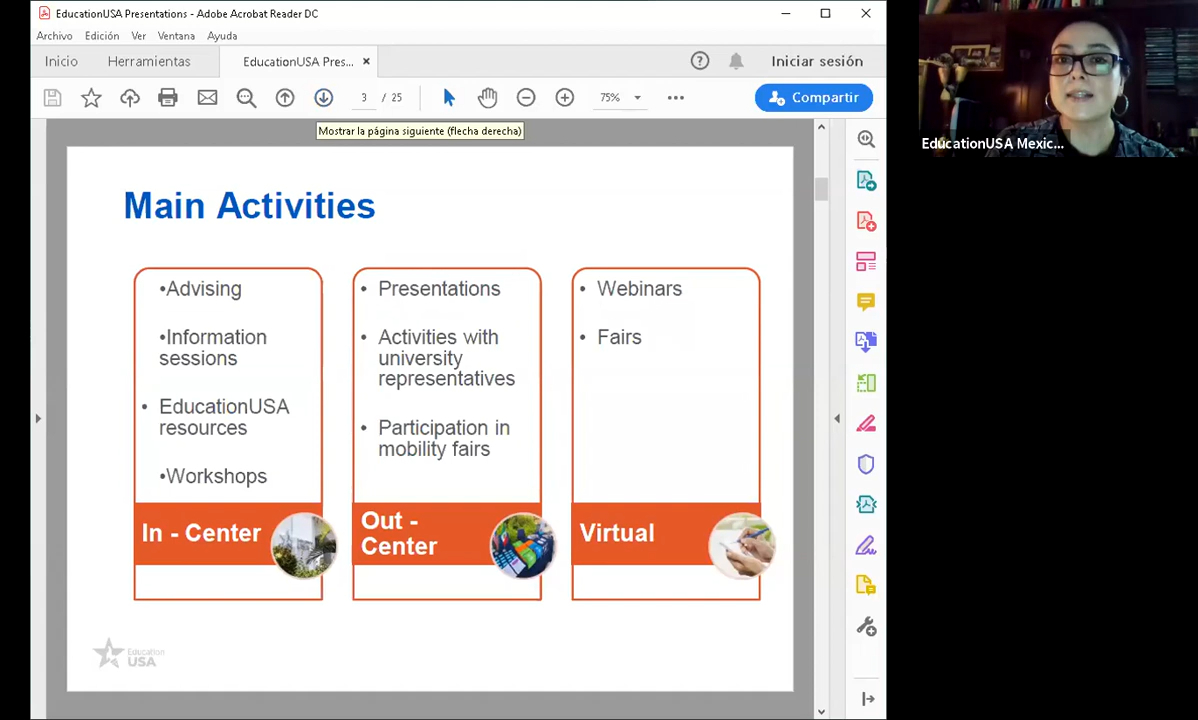 EducationUSA Presentations - Adobe Acrobat Reader DC
Archivo Edición Ver Ventana Ayuda
Inicio Herramientas EducationUSA Pres... × Iniciar sesión
3 / 25 75% Compartir
Mostrar la página siguiente (flecha derecha)
EducationUSA Mexic...
Main Activities
•Advising
•Information
sessions
• EducationUSA
resources
•Workshops
In - Center
• Presentations
• Activities with
university
representatives
• Participation in
mobility fairs
Out -
Center
• Webinars
• Fairs
Virtual
Education
USA